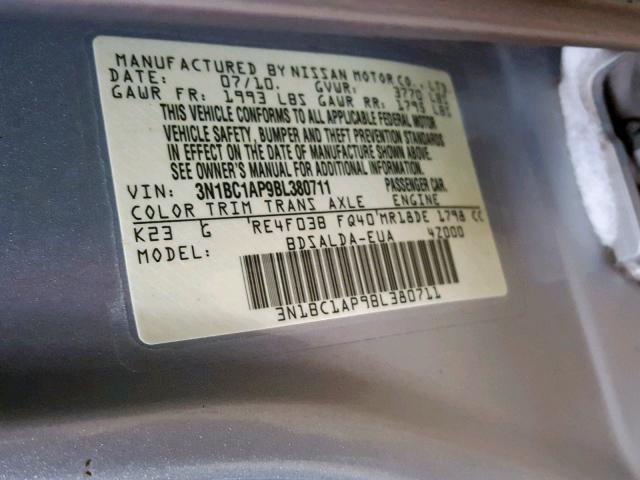 MANUFACTURED BY NISSAN MOTOR CO., LTD.
DATE: 07/10. GVWR: 3770 LBS
GAWR FR: 1993 LBS GAWR RR: 1793 LBS
THIS VEHICLE CONFORMS TO ALL APPLICABLE FEDERAL MOTOR
VEHICLE SAFETY, BUMPER AND THEFT PREVENTION STANDARDS
IN EFFECT ON THE DATE OF MANUFACTURE SHOWN ABOVE.
SEE OWNER'S MANUAL FOR ADDITIONAL INFORMATION.
VIN: 3N1BC1AP9BL380711 PASSENGER CAR.
COLOR TRIM TRANS AXLE ENGINE
K23 G RE4F03B FQ40 MR18DE 1798 CC
MODEL: BDSALDA-EUA 4Z000
3N1BC1AP9BL380711